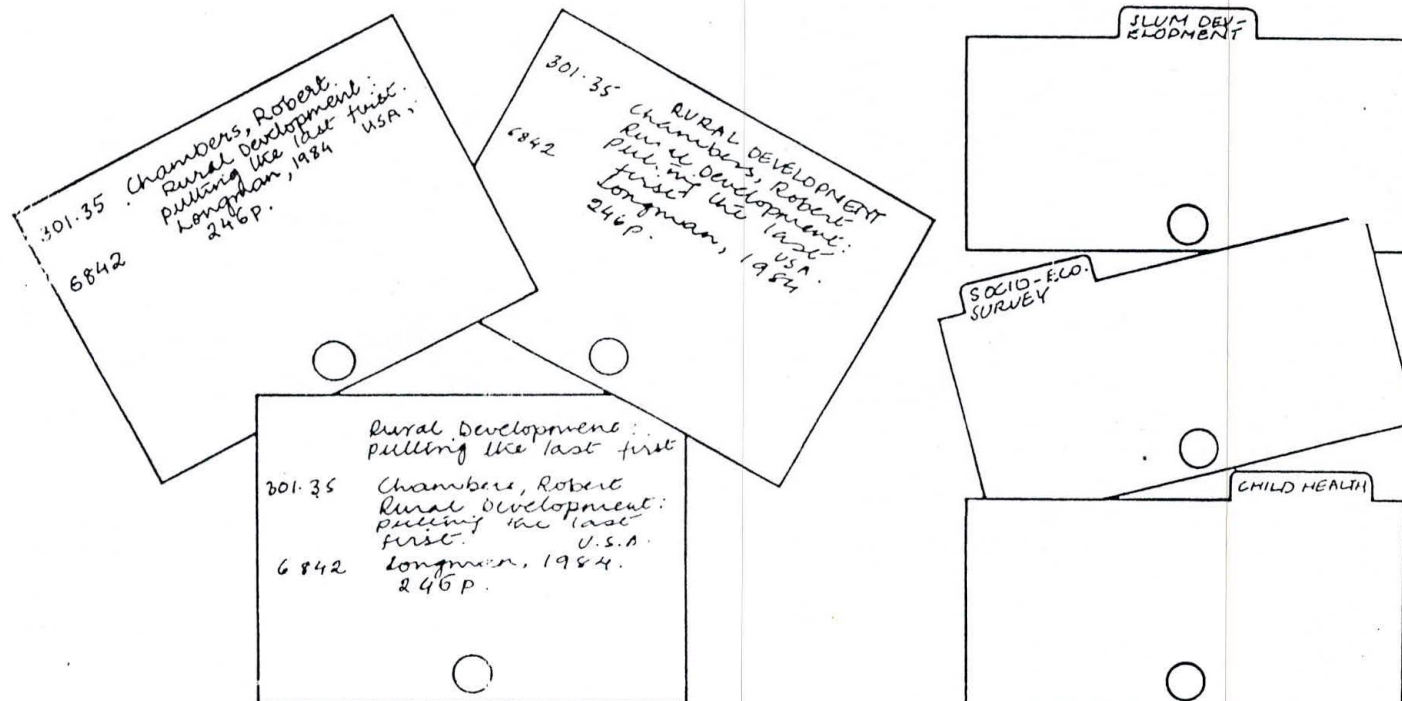 301.35 Chambers, Robert.
Rural Development:
putting the last first.
USA;
Longman, 1984
246p.
6842
RURAL DEVELOPMENT
301.35 Chambers, Robert
Rural Development:
putting the last
first USA.
6842 Longman, 1984
246p.
Rural Development:
putting the last first
301.35 Chambers, Robert
Rural Development:
putting the last
first. U.S.A.
6842 Longman, 1984.
246p.
SLUM DEV-
ELOPMENT
SOCIO-ECO.
SURVEY
CHILD HEALTH